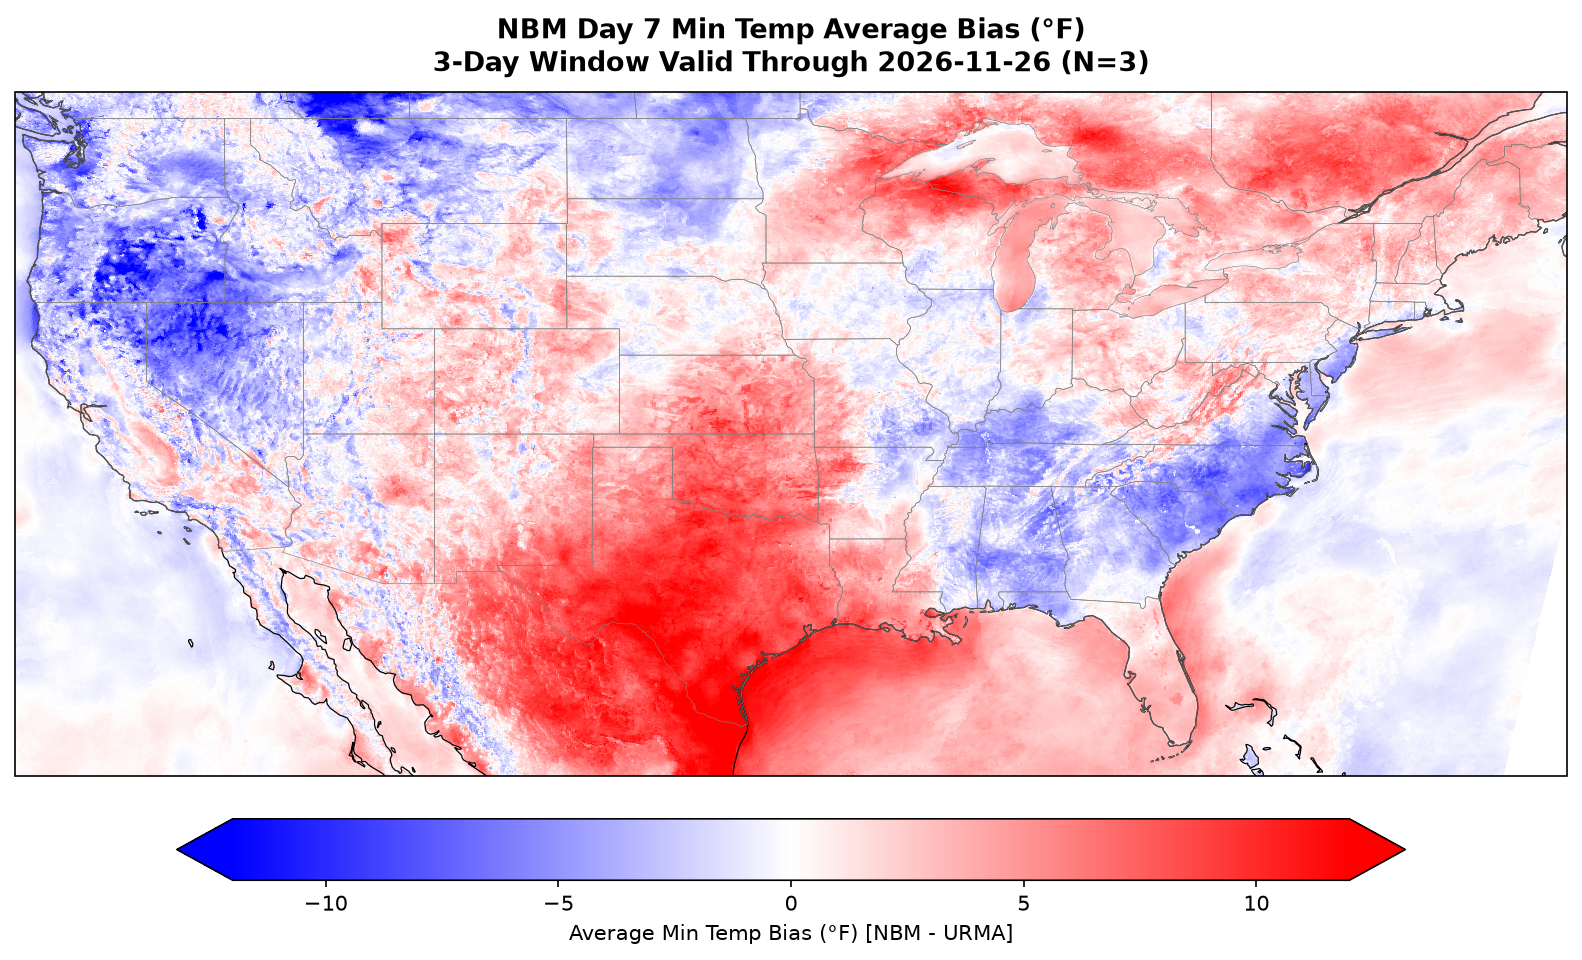 NBM Day 7 Min Temp Average Bias (°F)
3-Day Window Valid Through 2026-11-26 (N=3)
−10 −5 0 5 10
Average Min Temp Bias (°F) [NBM - URMA]